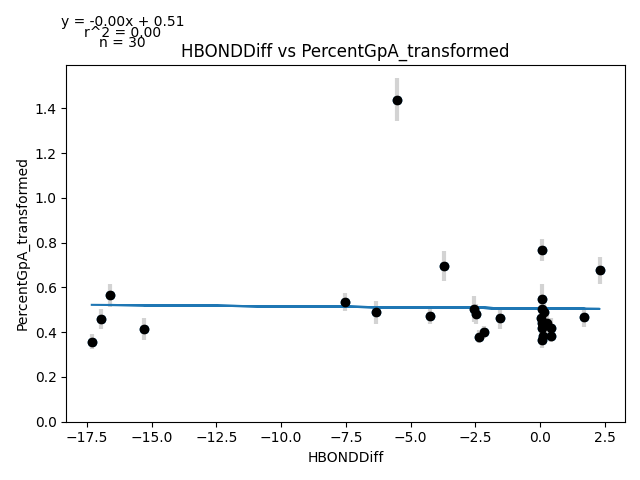 y = -0.00x + 0.51
r^2 = 0.00
n = 30
HBONDDiff vs PercentGpA_transformed
PercentGpA_transformed
1.4
1.2
1.0
0.8
0.6
0.4
0.2
0.0
−17.5 −15.0 −12.5 −10.0 −7.5 −5.0 −2.5 0.0 2.5
HBONDDiff